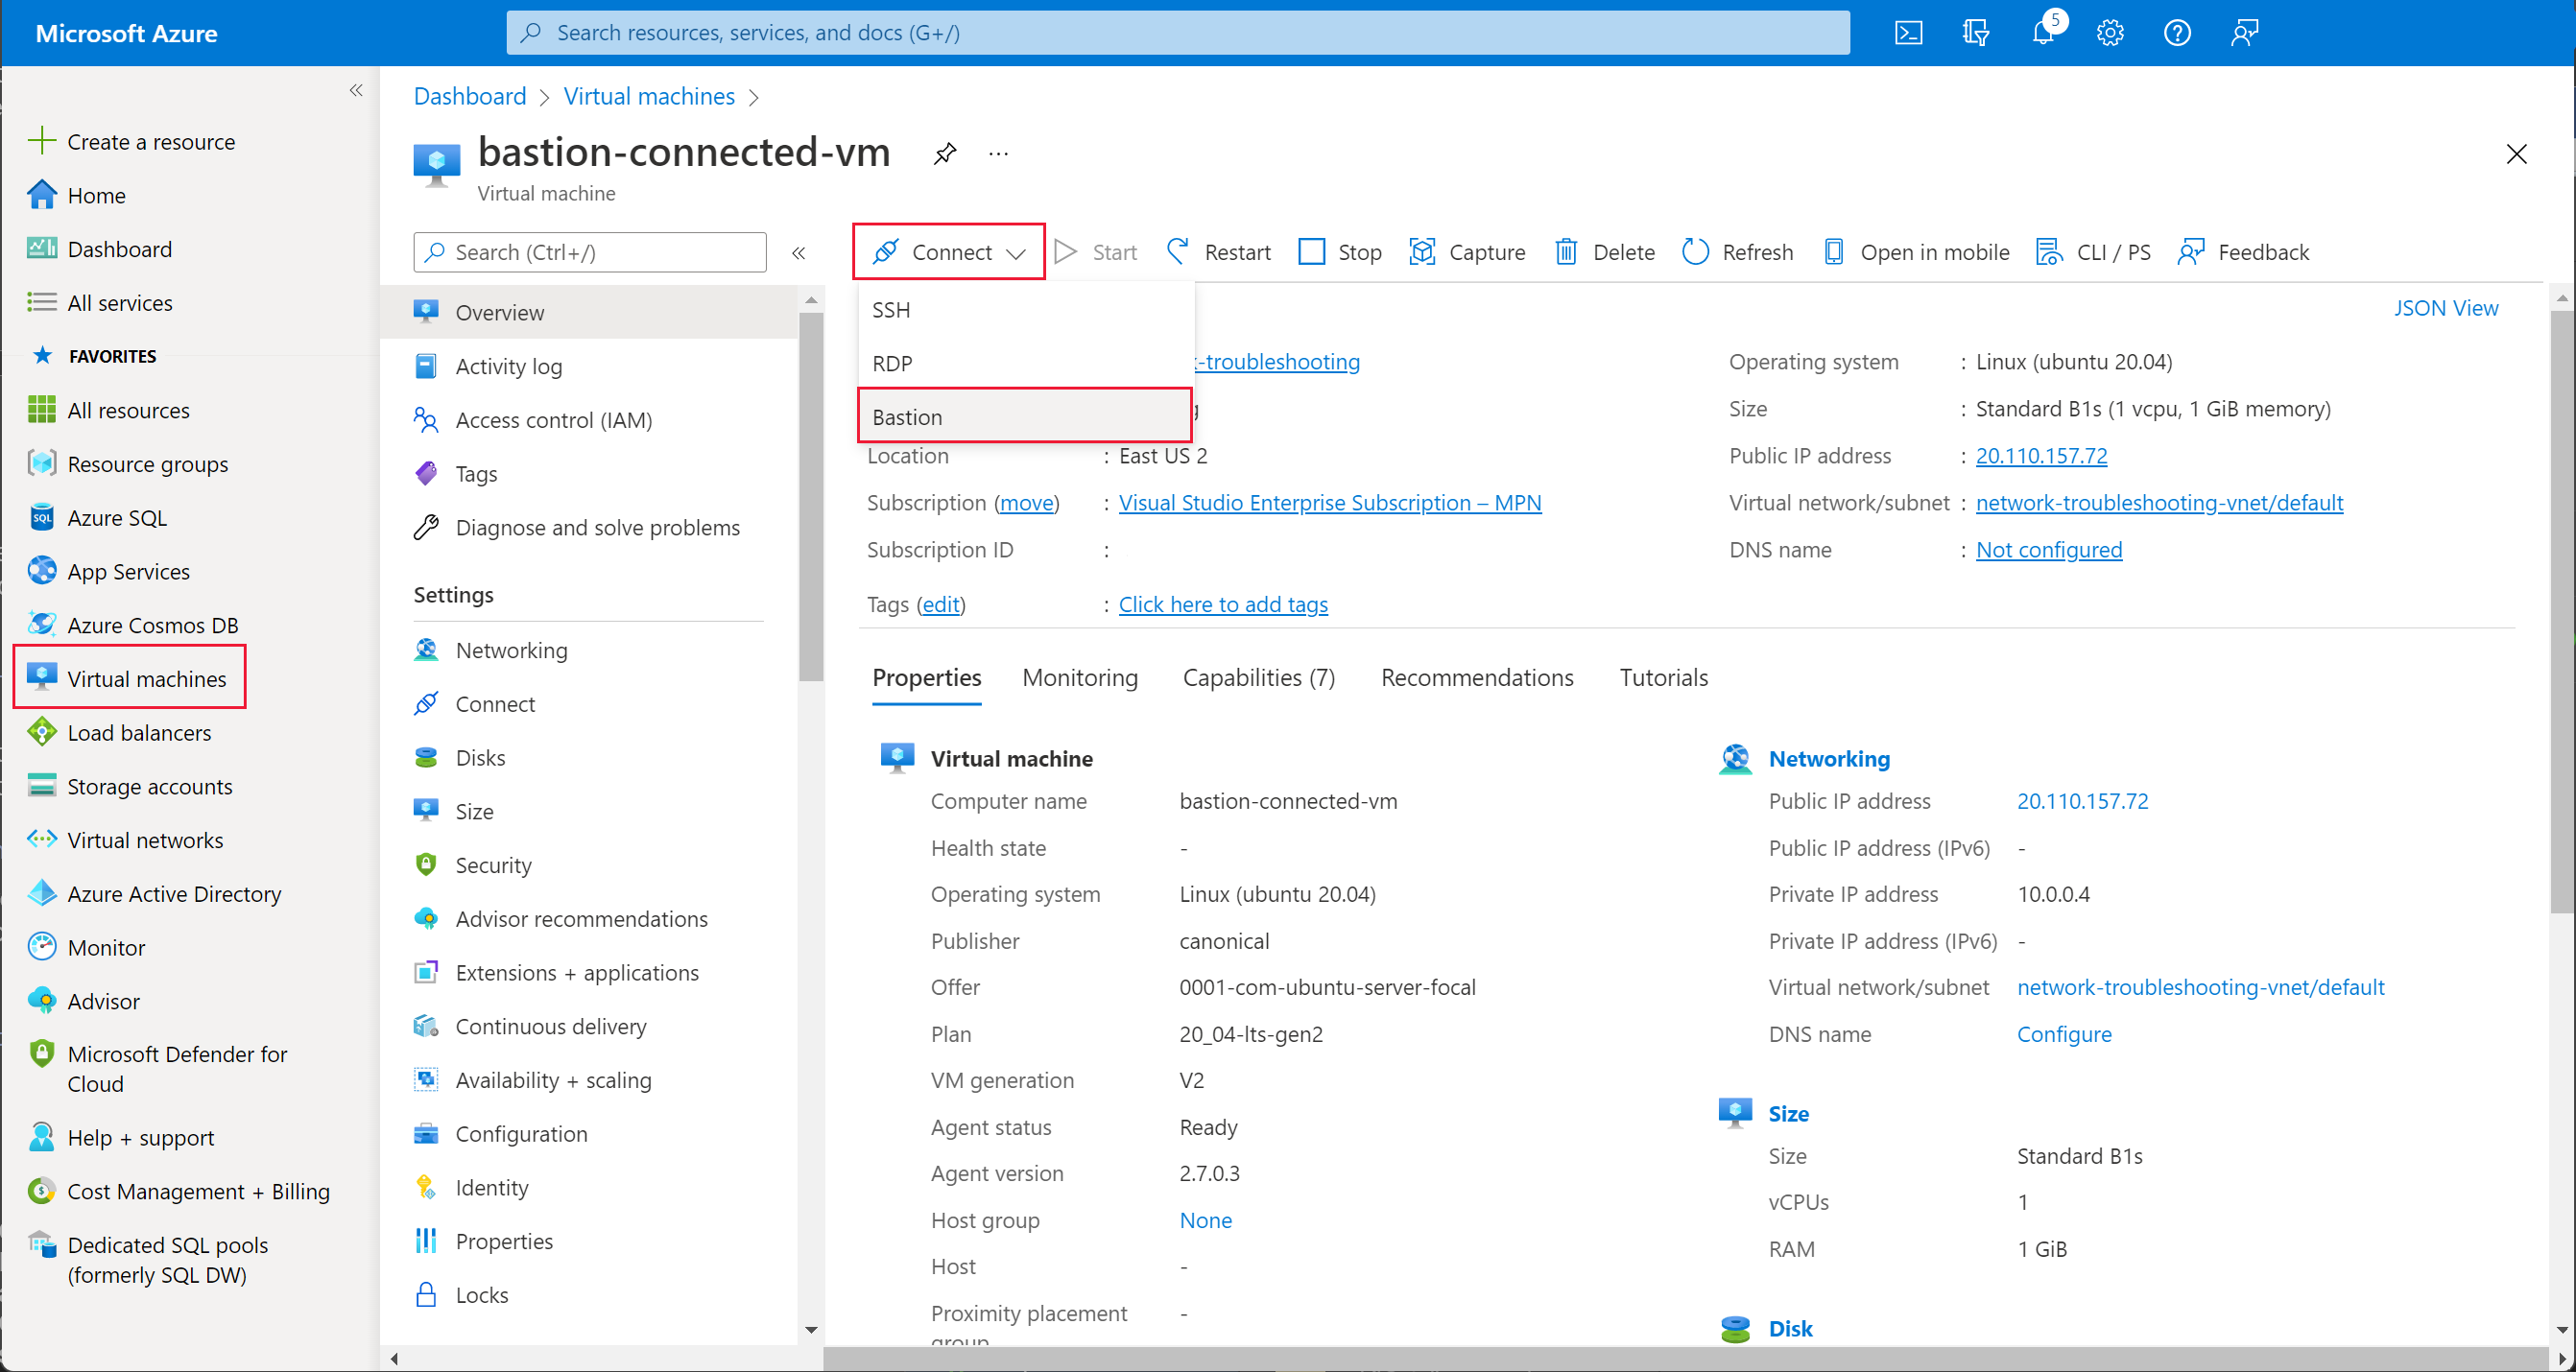 Microsoft Azure
Search resources, services, and docs (G+/)
5
Create a resource
Home
Dashboard
All services
FAVORITES
All resources
Resource groups
Azure SQL
App Services
Azure Cosmos DB
Virtual machines
Load balancers
Storage accounts
Virtual networks
Azure Active Directory
Monitor
Advisor
Microsoft Defender for
Cloud
Help + support
Cost Management + Billing
Dedicated SQL pools
(formerly SQL DW)
Dashboard > Virtual machines >
bastion-connected-vm
Virtual machine
Search (Ctrl+/)
Overview
Activity log
Access control (IAM)
Tags
Diagnose and solve problems
Settings
Networking
Connect
Disks
Size
Security
Advisor recommendations
Extensions + applications
Continuous delivery
Availability + scaling
Configuration
Identity
Properties
Locks
Connect Start Restart Stop Capture Delete Refresh Open in mobile CLI / PS Feedback
SSH
RDP
Bastion
JSON View
-troubleshooting
Location : East US 2
Subscription (move) : Visual Studio Enterprise Subscription – MPN
Subscription ID :
Tags (edit) : Click here to add tags
Operating system : Linux (ubuntu 20.04)
Size : Standard B1s (1 vcpu, 1 GiB memory)
Public IP address : 20.110.157.72
Virtual network/subnet : network-troubleshooting-vnet/default
DNS name : Not configured
Properties Monitoring Capabilities (7) Recommendations Tutorials
Virtual machine
Computer name bastion-connected-vm
Health state -
Operating system Linux (ubuntu 20.04)
Publisher canonical
Offer 0001-com-ubuntu-server-focal
Plan 20_04-lts-gen2
VM generation V2
Agent status Ready
Agent version 2.7.0.3
Host group None
Host -
Proximity placement -
group
Networking
Public IP address 20.110.157.72
Public IP address (IPv6) -
Private IP address 10.0.0.4
Private IP address (IPv6) -
Virtual network/subnet network-troubleshooting-vnet/default
DNS name Configure
Size
Size Standard B1s
vCPUs 1
RAM 1 GiB
Disk